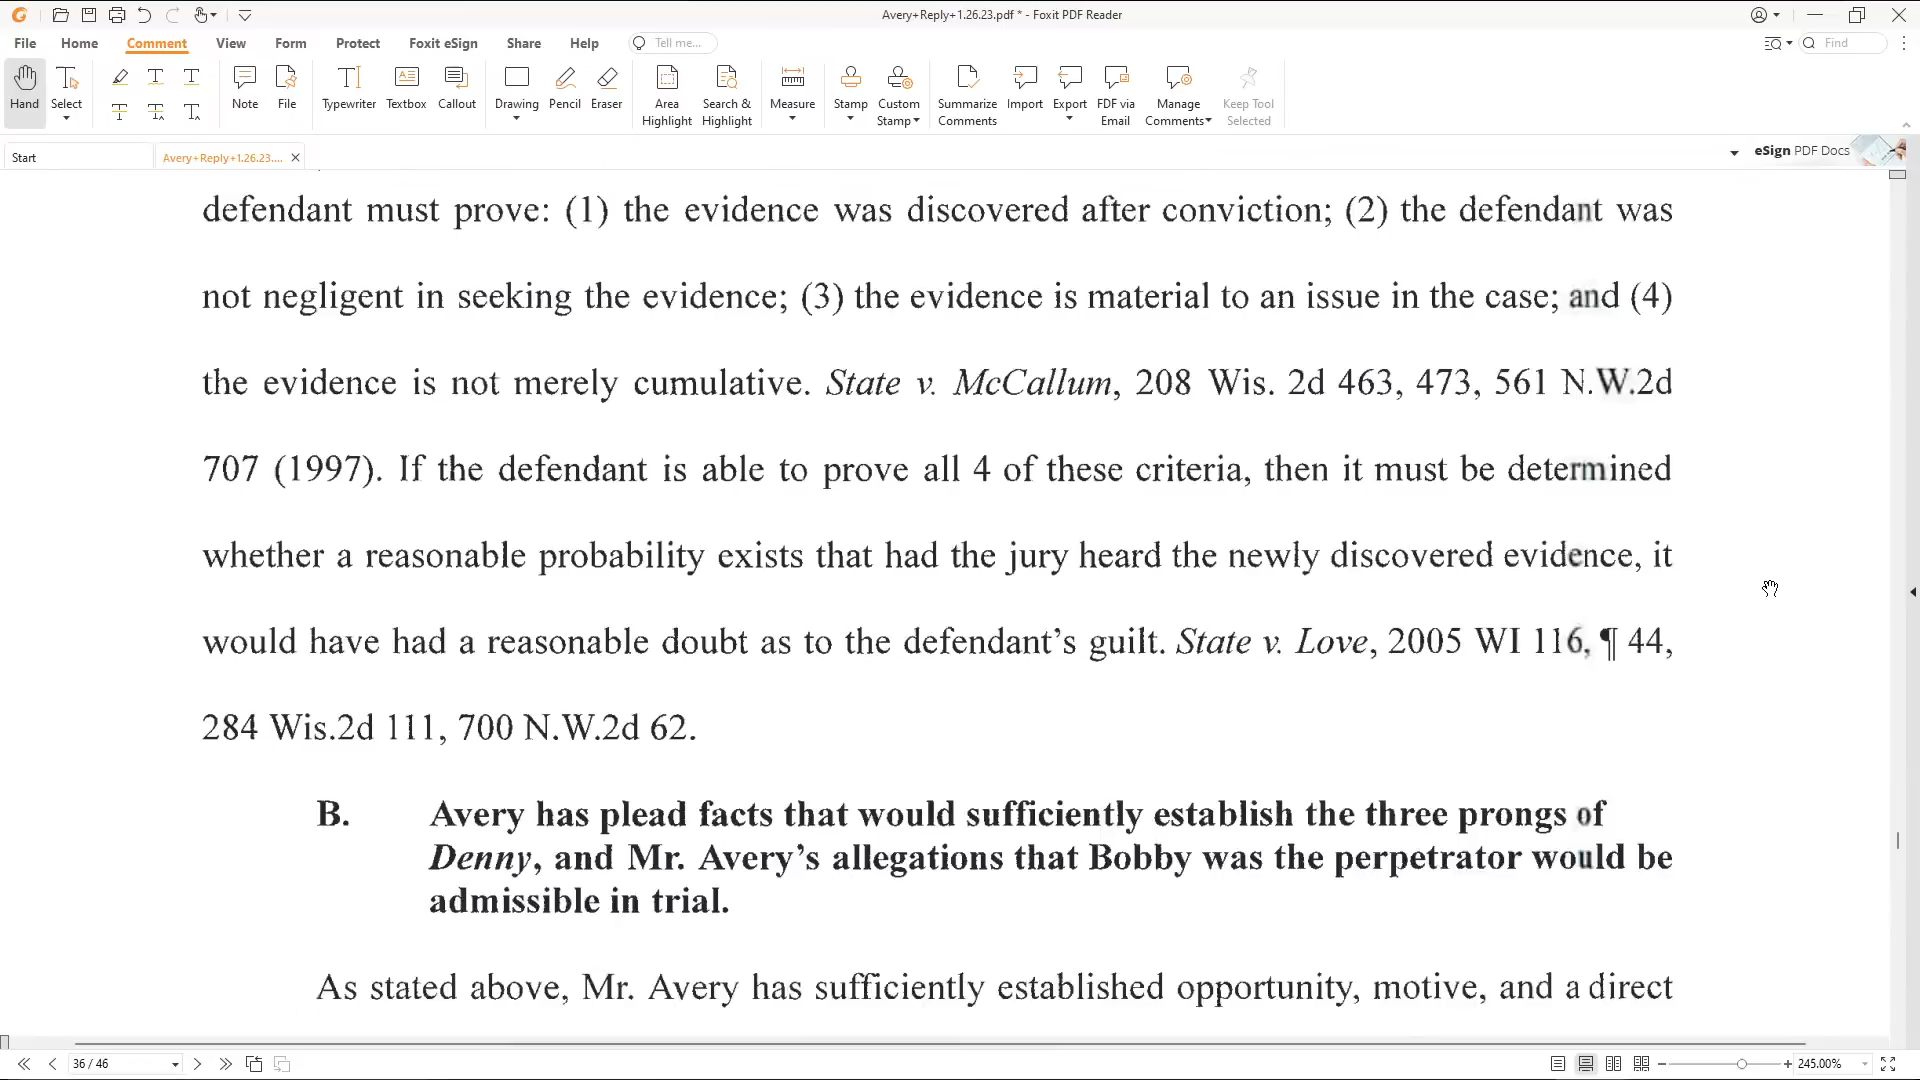 Avery+Reply+1.26.23.pdf * - Foxit PDF Reader
File Home Comment View Form Protect Foxit eSign Share Help Tell me... Find
Hand Select Note File Typewriter Textbox Callout Drawing Pencil Eraser Area Highlight Search & Highlight Measure Stamp Custom Stamp Summarize Comments Import Export FDF via Email Manage Comments Keep Tool Selected
Start Avery+Reply+1.26.23.... eSign PDF Docs
defendant must prove: (1) the evidence was discovered after conviction; (2) the defendant was
not negligent in seeking the evidence; (3) the evidence is material to an issue in the case; and (4)
the evidence is not merely cumulative. State v. McCallum, 208 Wis. 2d 463, 473, 561 N.W.2d
707 (1997). If the defendant is able to prove all 4 of these criteria, then it must be determined
whether a reasonable probability exists that had the jury heard the newly discovered evidence, it
would have had a reasonable doubt as to the defendant’s guilt. State v. Love, 2005 WI 116, ¶ 44,
284 Wis.2d 111, 700 N.W.2d 62.
B. Avery has plead facts that would sufficiently establish the three prongs of
Denny, and Mr. Avery’s allegations that Bobby was the perpetrator would be
admissible in trial.
As stated above, Mr. Avery has sufficiently established opportunity, motive, and a direct
36 / 46 245.00%